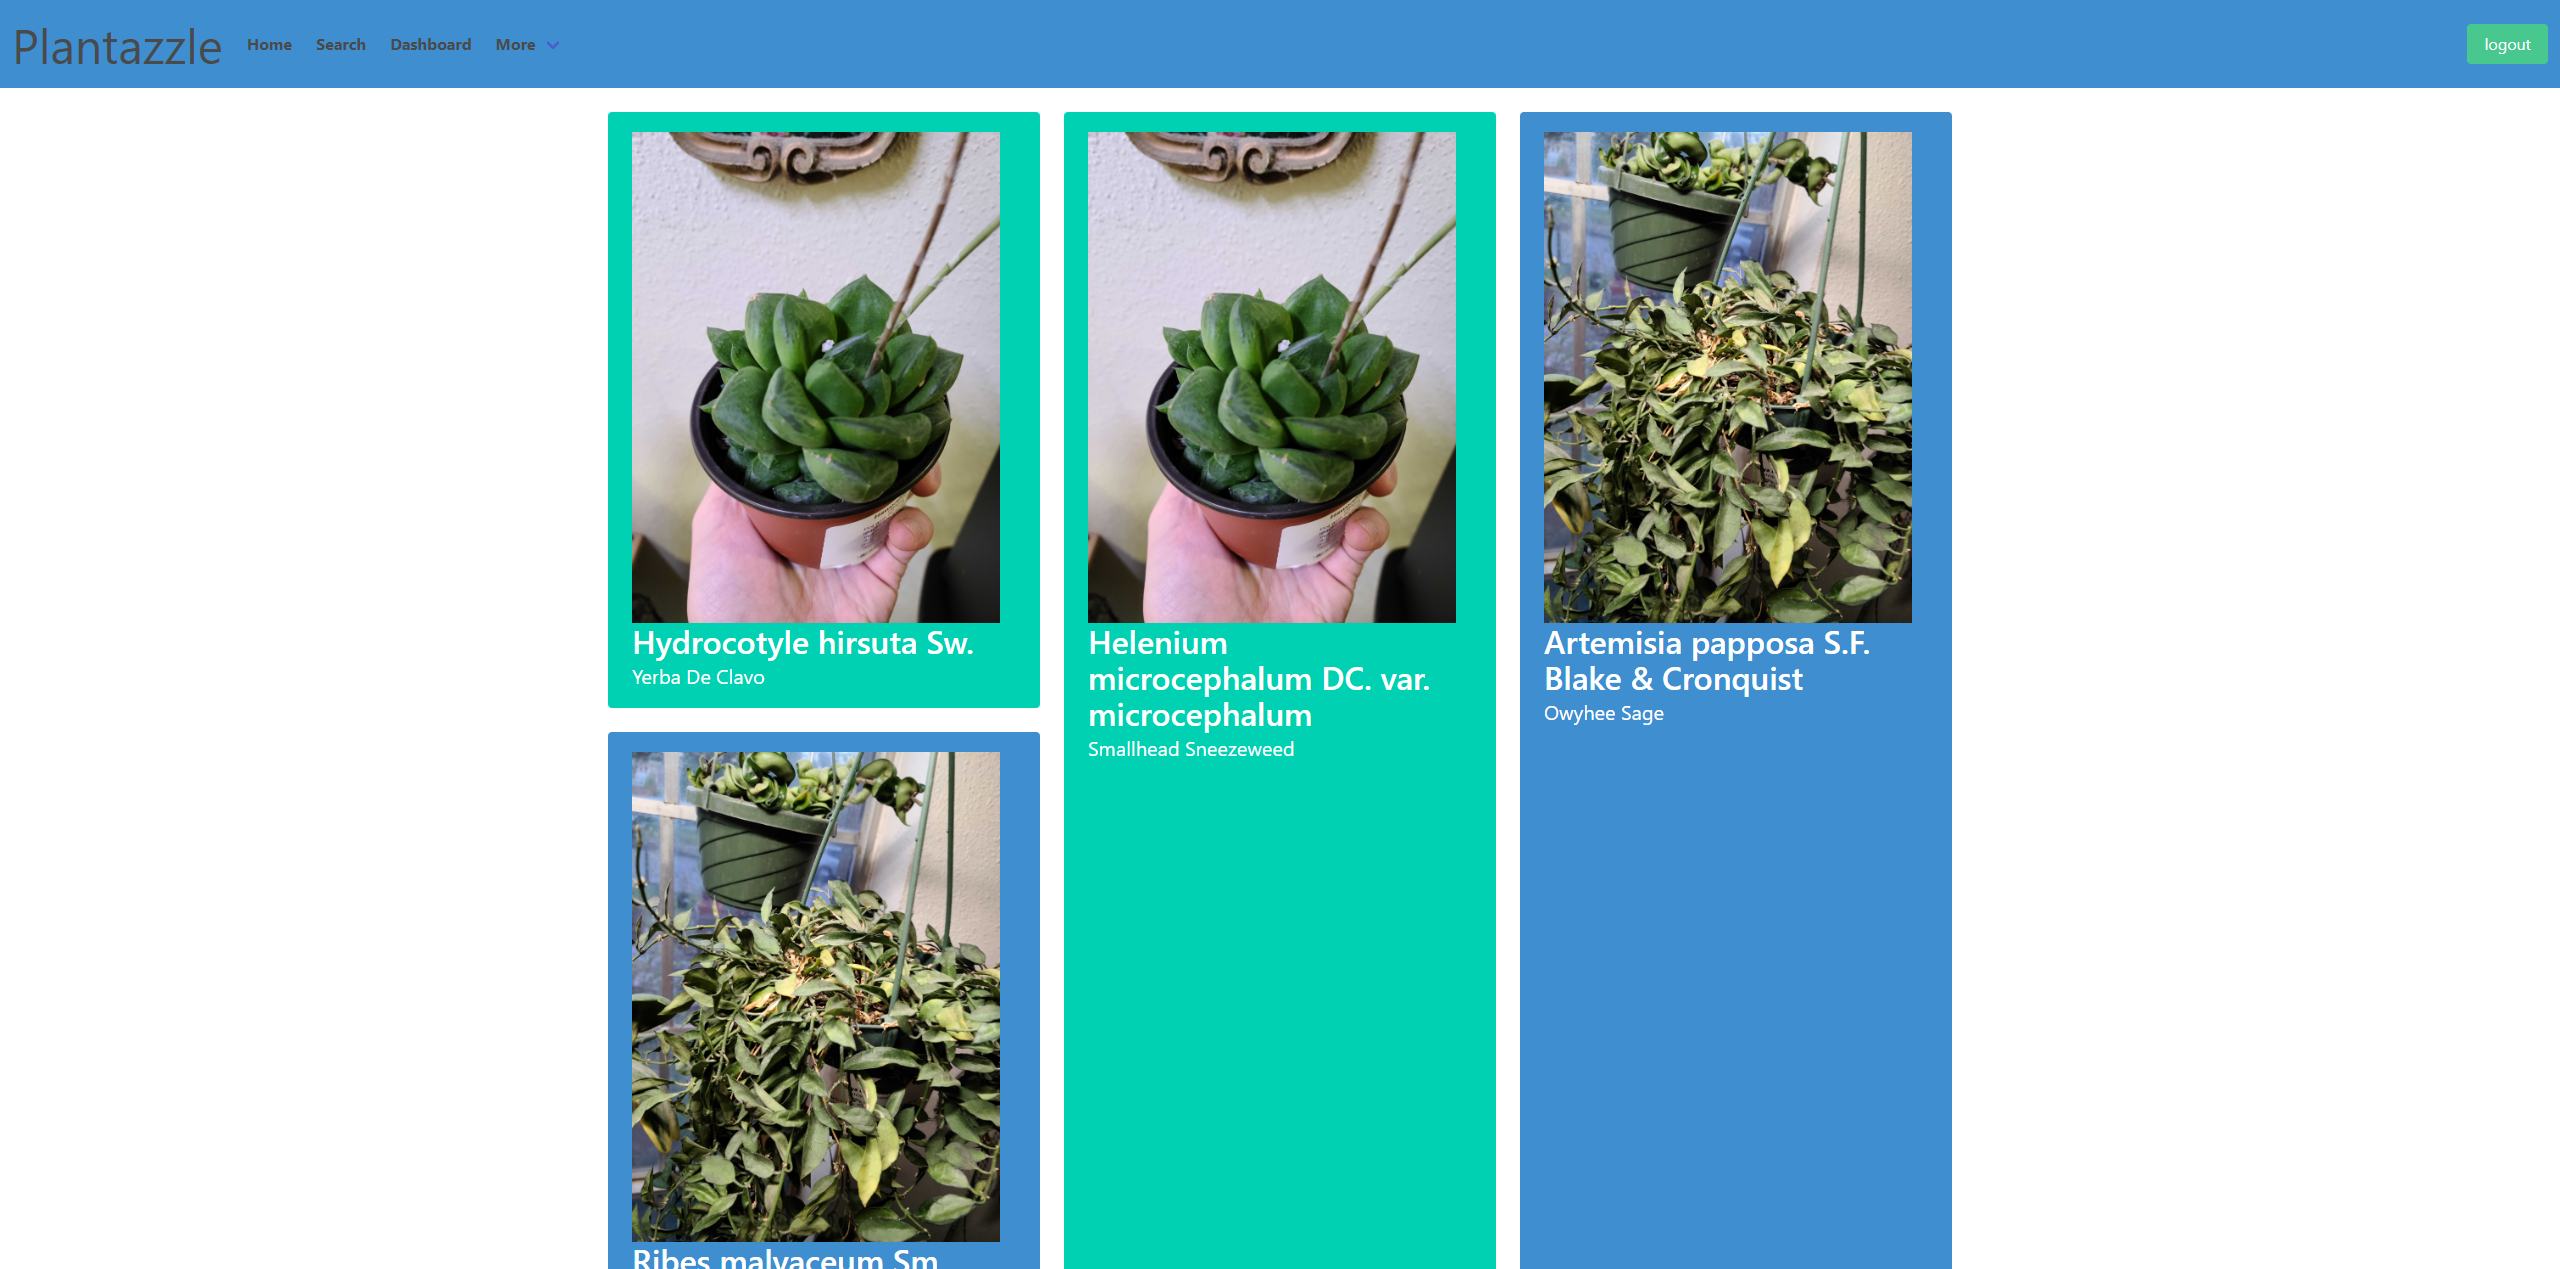 Plantazzle
Home Search Dashboard More
logout
Hydrocotyle hirsuta Sw.
Yerba De Clavo
Helenium
microcephalum DC. var.
microcephalum
Smallhead Sneezeweed
Artemisia papposa S.F.
Blake & Cronquist
Owyhee Sage
Ribes malvaceum Sm